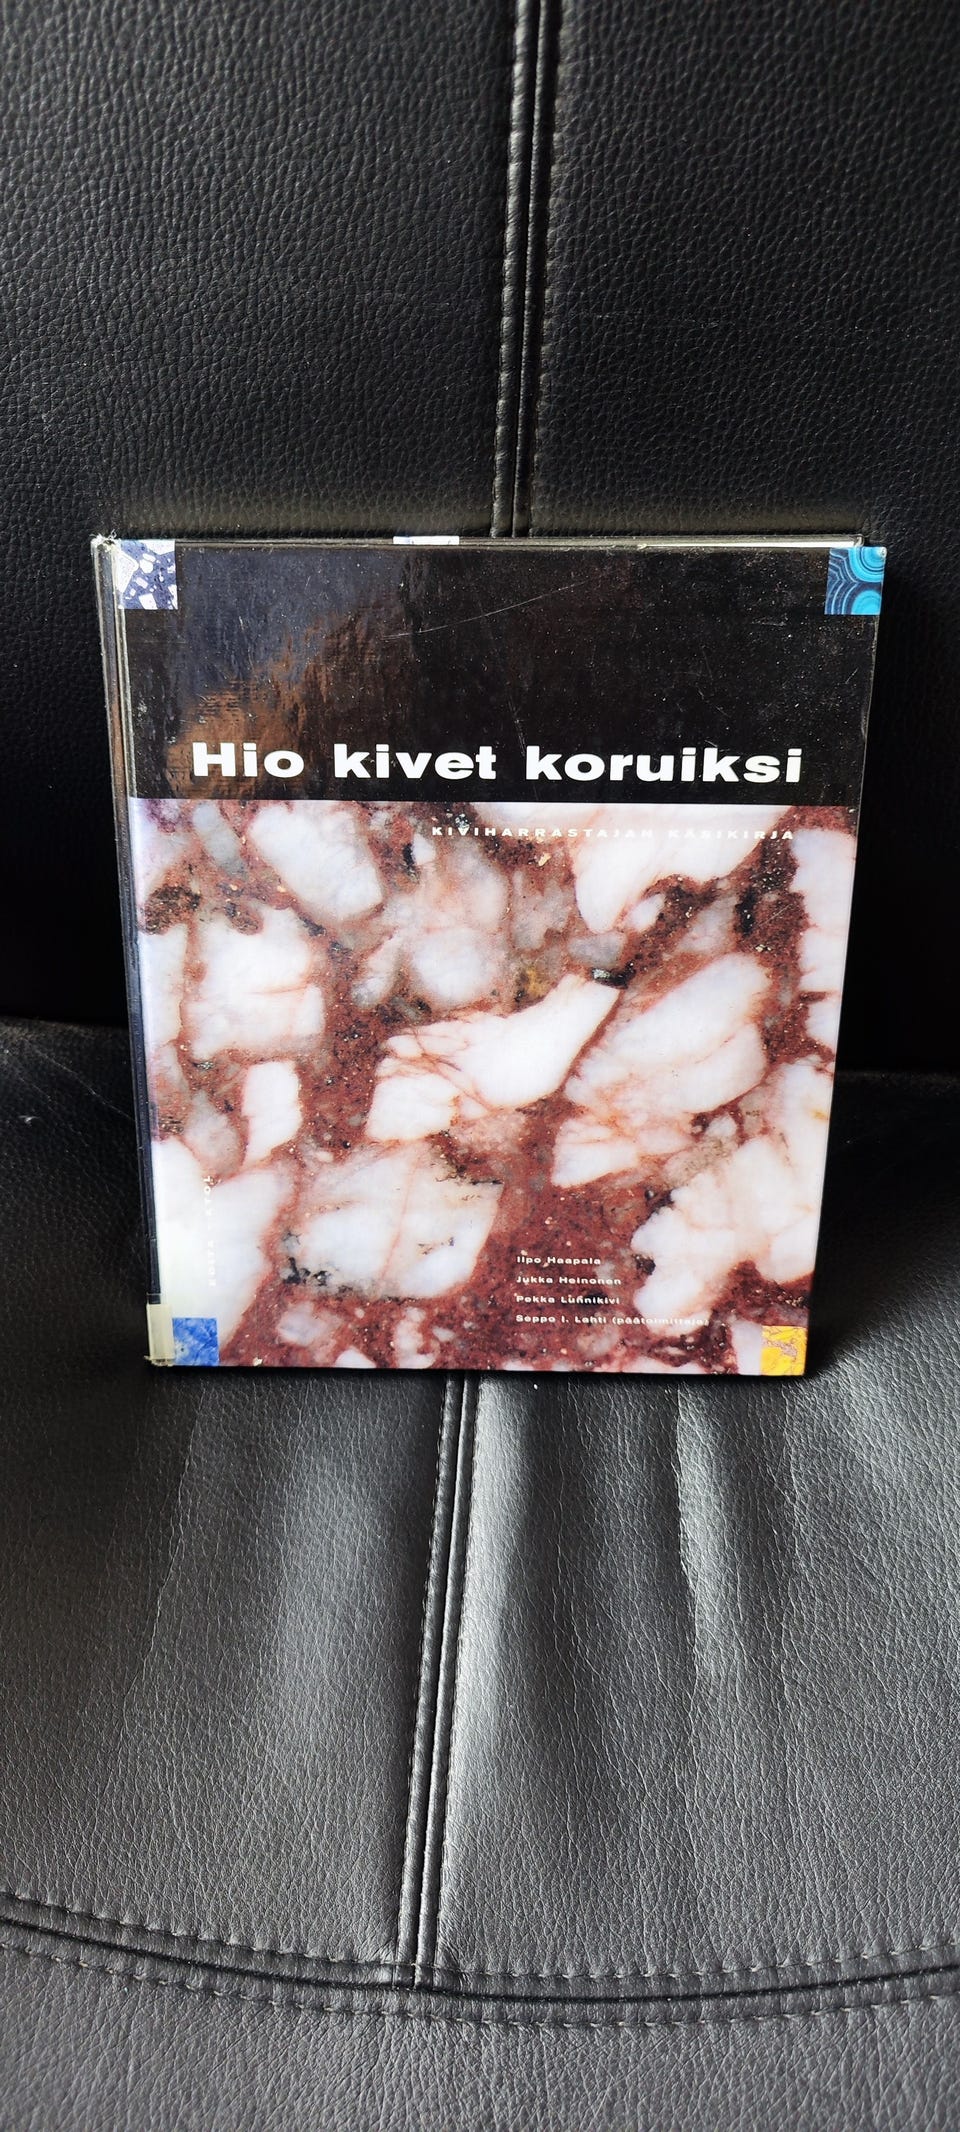 Hio kivet koruiksi
KIVIHARRASTAJAN KÄSIKIRJA
Ilpo Haapala
Jukka Heinonen
Pekka Lunnikivi
Seppo I. Lahti (päätoimittaja)